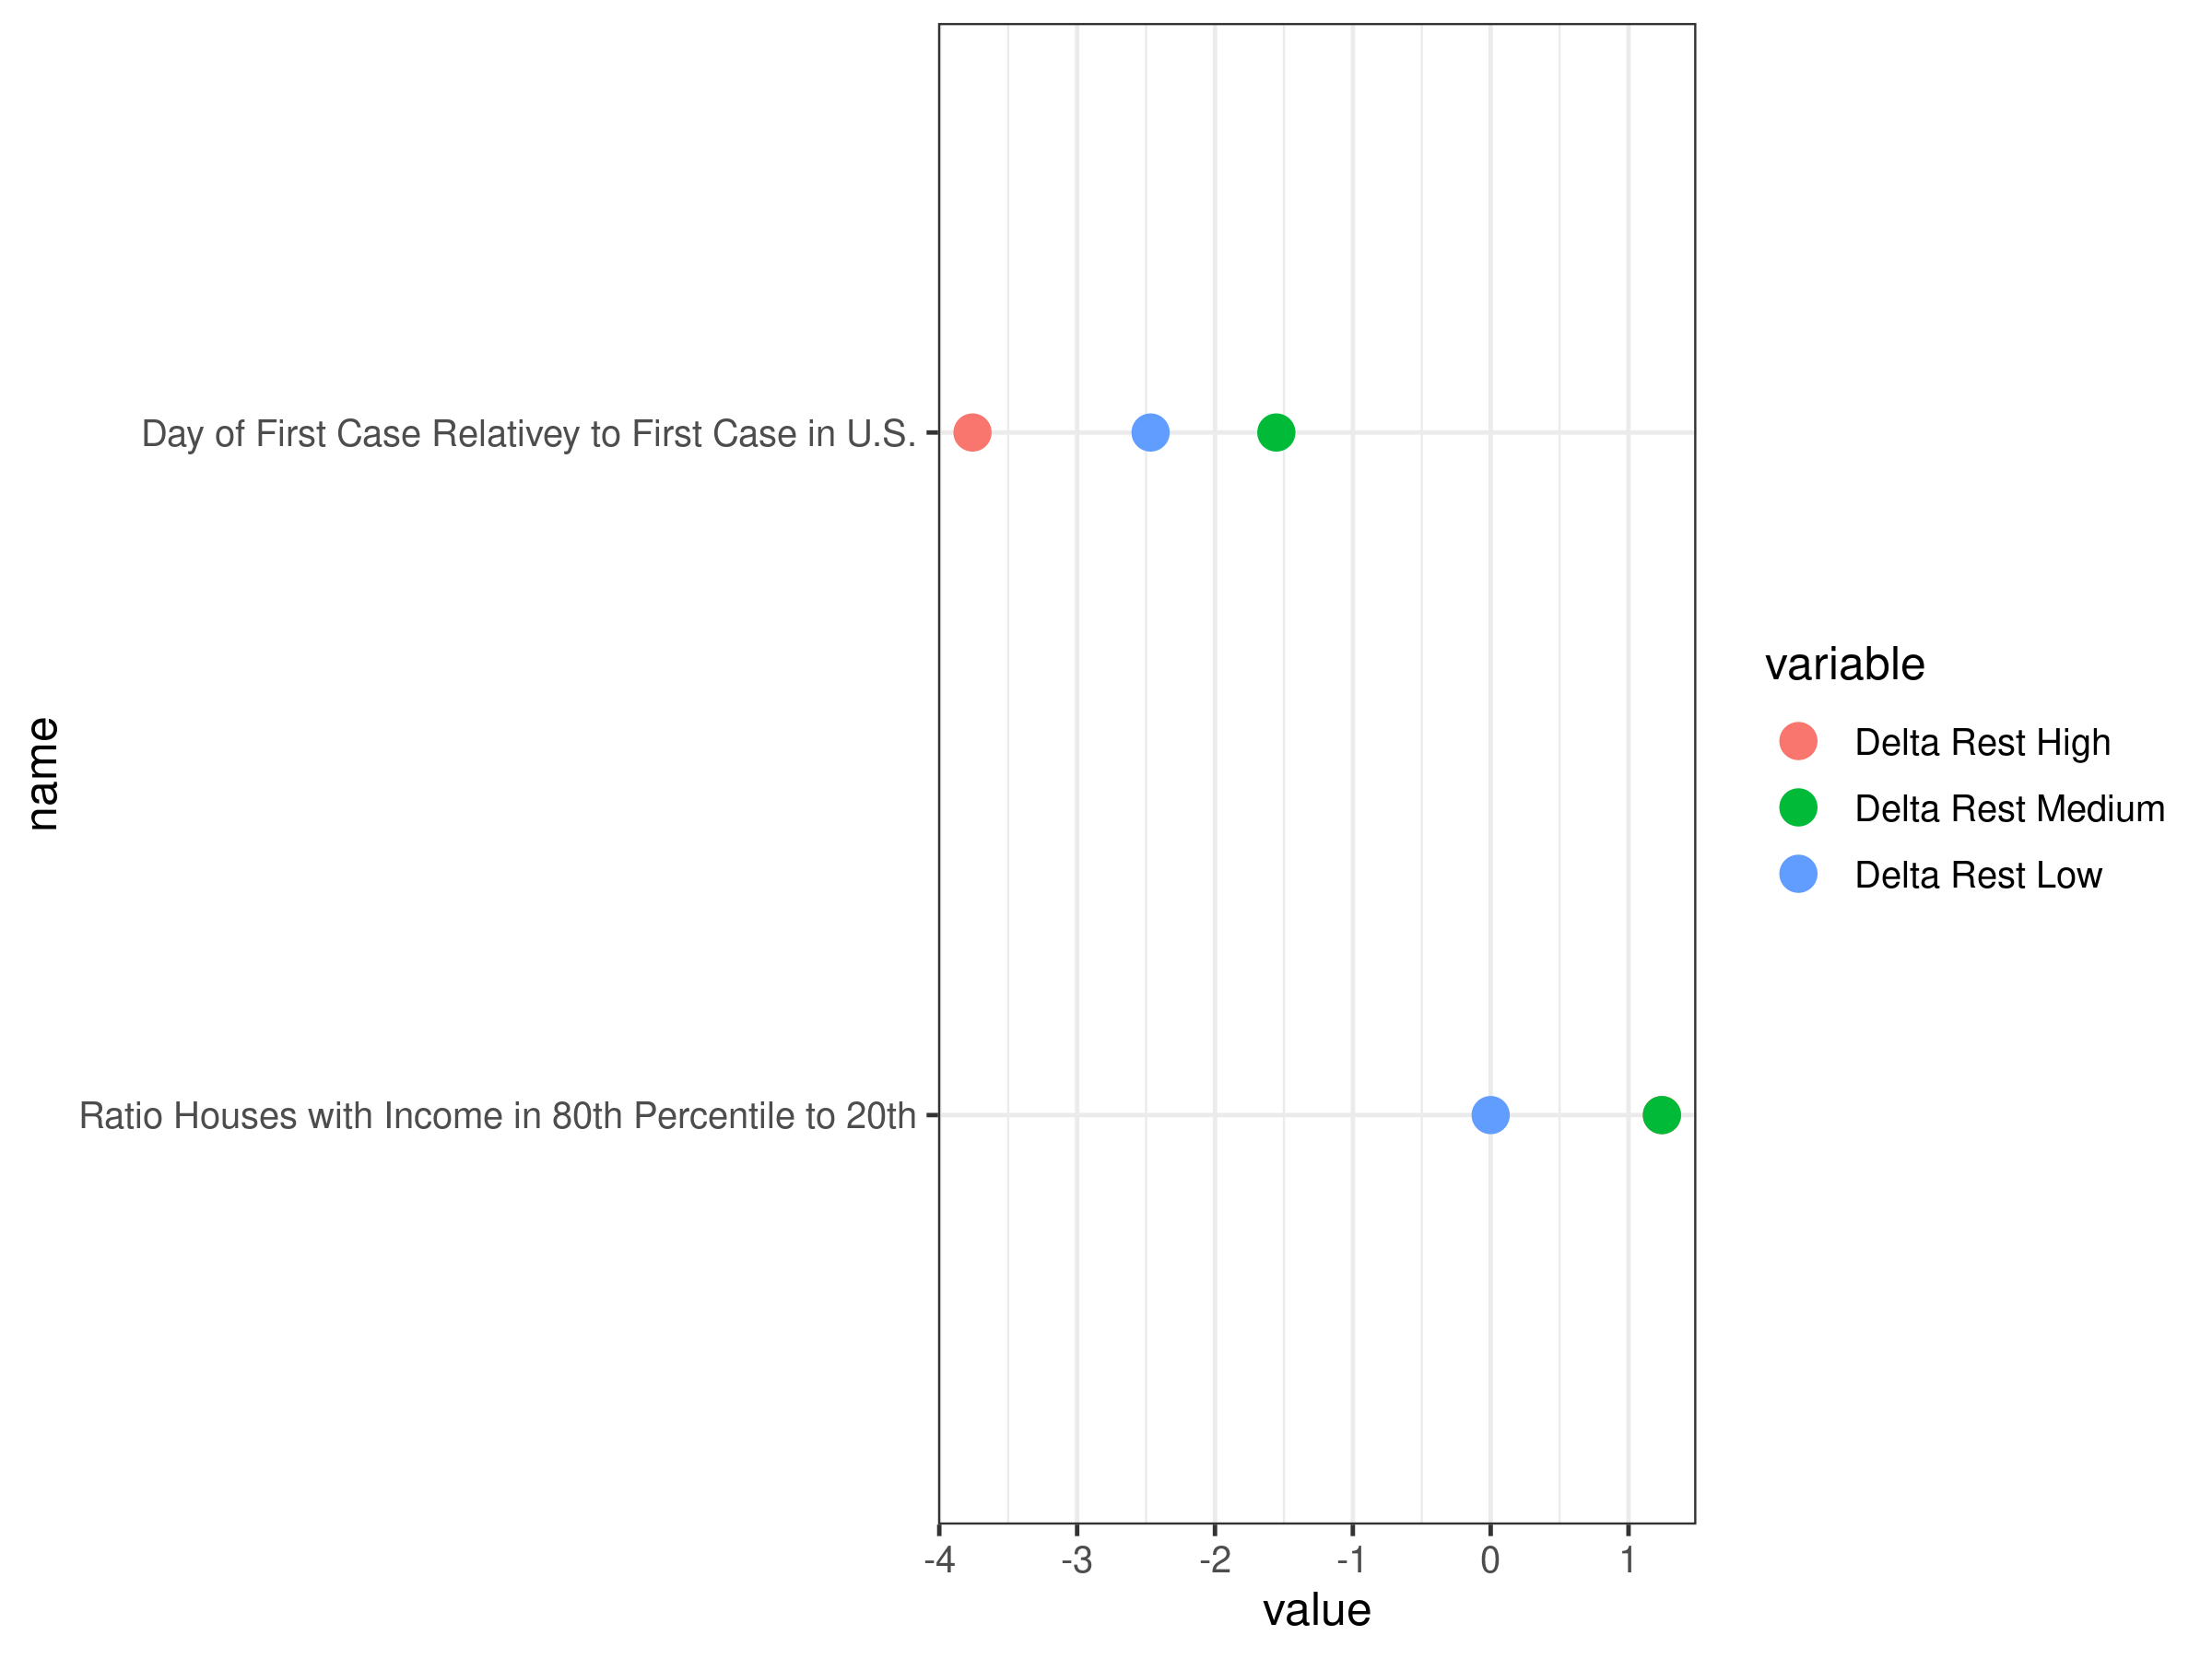 name
Day of First Case Relativey to First Case in U.S.
Ratio Houses with Income in 80th Percentile to 20th
-4 -3 -2 -1 0 1
value
variable
Delta Rest High
Delta Rest Medium
Delta Rest Low